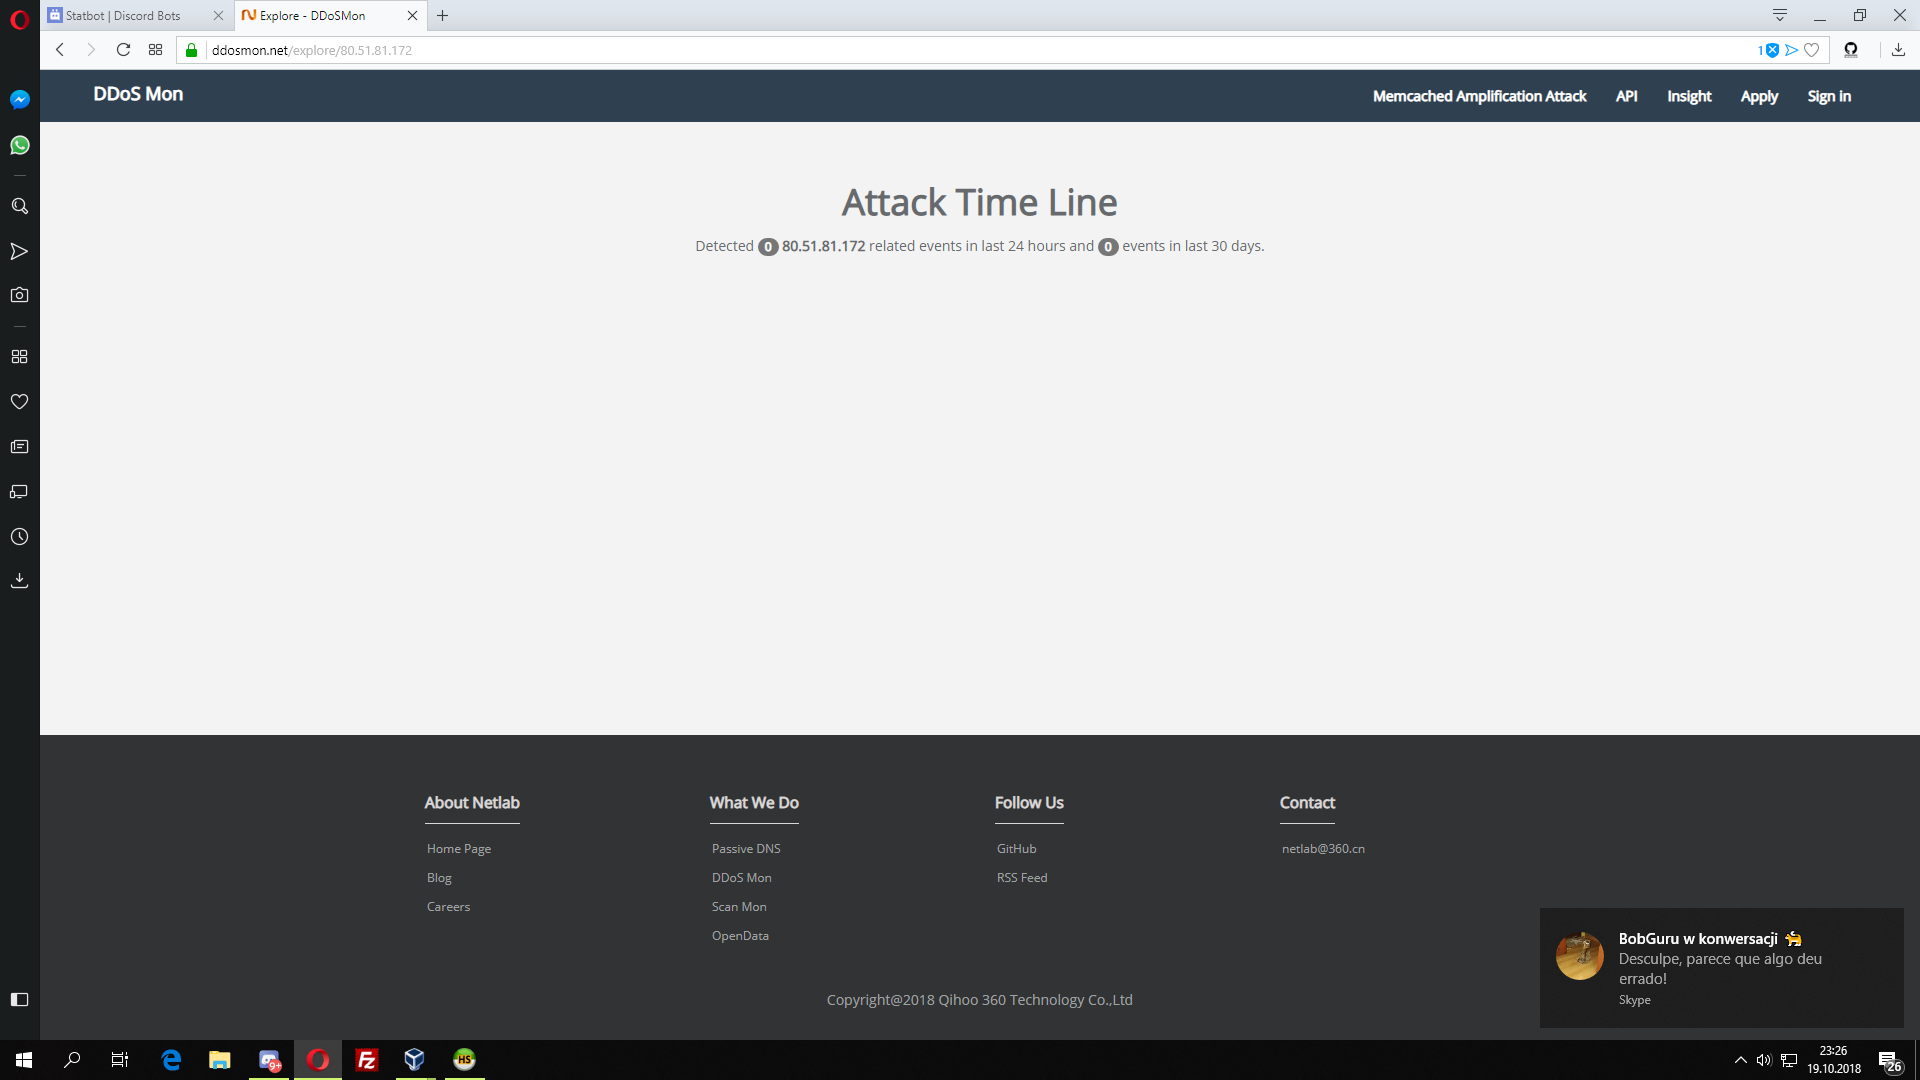 Statbot | Discord Bots
Explore - DDoSMon
ddosmon.net/explore/80.51.81.172
1
DDoS Mon
Memcached Amplification Attack
API
Insight
Apply
Sign in
Attack Time Line
Detected 0 80.51.81.172 related events in last 24 hours and 0 events in last 30 days.
About Netlab
Home Page
Blog
Careers
What We Do
Passive DNS
DDoS Mon
Scan Mon
OpenData
Follow Us
GitHub
RSS Feed
Contact
netlab@360.cn
Copyright@2018 Qihoo 360 Technology Co.,Ltd
BobGuru w konwersacji
Desculpe, parece que algo deu
errado!
Skype
9+
Fz
HS
23:26
19.10.2018
26